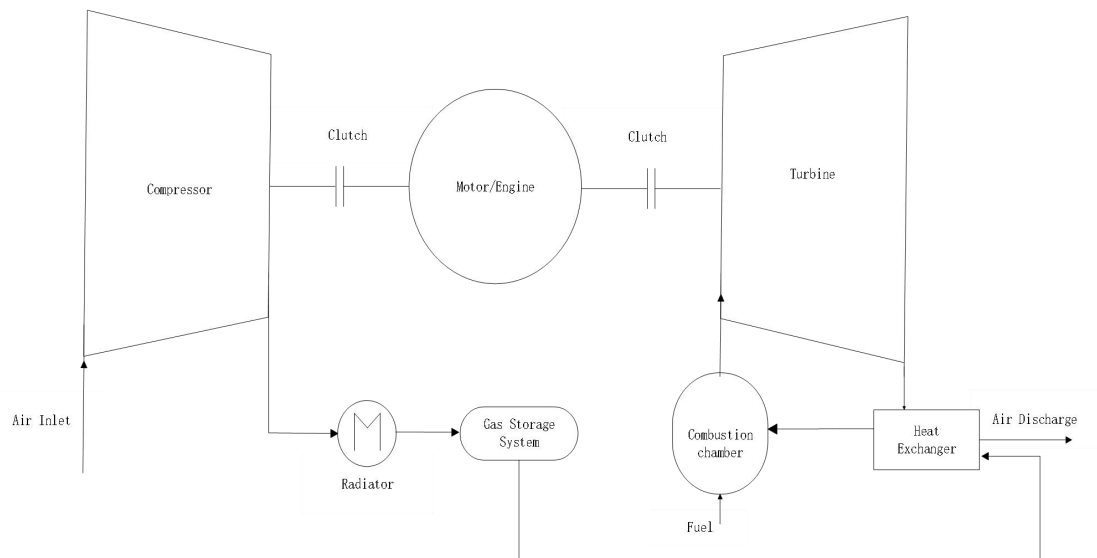 Clutch
Clutch
Compressor
Motor/Engine
Turbine
Air Inlet
Gas Storage
System
Radiator
Combustion
chamber
Fuel
Heat
Exchanger
Air Discharge